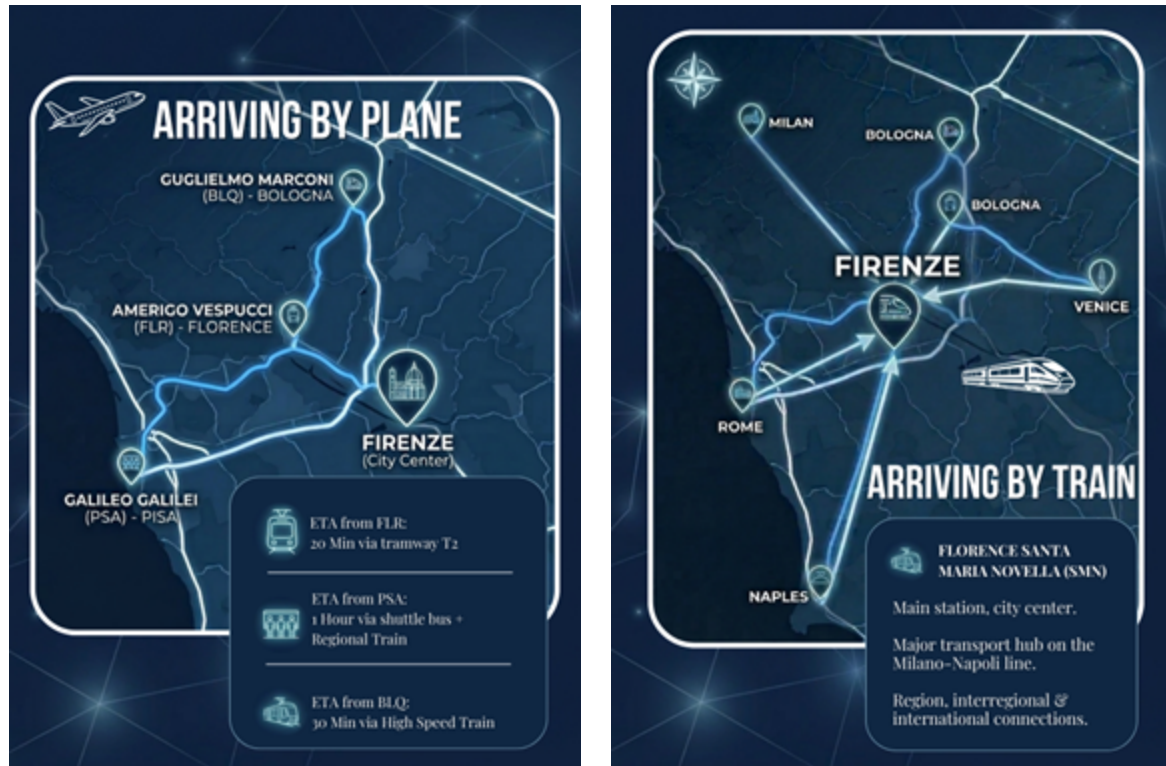 ARRIVING BY PLANE
GUGLIELMO MARCONI
(BLQ) - BOLOGNA
AMERIGO VESPUCCI
(FLR) - FLORENCE
FIRENZE
(City Center)
GALILEO GALILEI
(PSA) - PISA
ETA from FLR:
20 Min via tramway T2
ETA from PSA:
1 Hour via shuttle bus +
Regional Train
ETA from BLQ:
30 Min via High Speed Train
MILAN
BOLOGNA
BOLOGNA
FIRENZE
VENICE
ROME
ARRIVING BY TRAIN
NAPLES
FLORENCE SANTA
MARIA NOVELLA (SMN)
Main station, city center.
Major transport hub on the
Milano-Napoli line.
Region, interregional &
international connections.